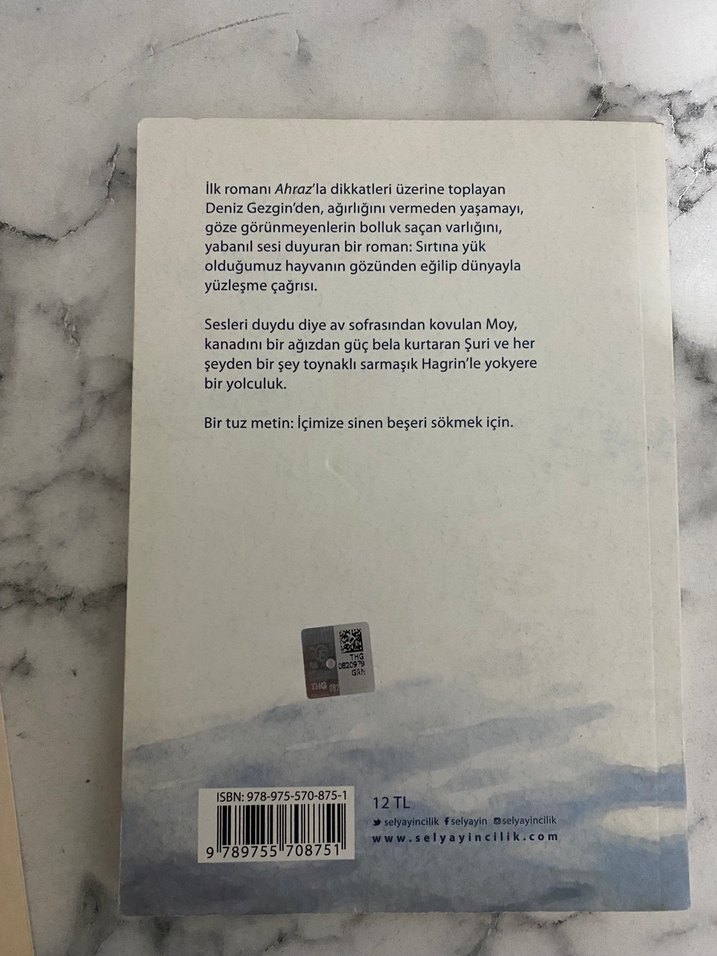 İlk romanı Ahraz'la dikkatleri üzerine toplayan
Deniz Gezgin'den, ağırlığını vermeden yaşamayı,
göze görünmeyenlerin bolluk saçan varlığını,
yabanıl sesi duyuran bir roman: Sırtına yük
olduğumuz hayvanın gözünden eğilip dünyayla
yüzleşme çağrısı.
Sesleri duydu diye av sofrasından kovulan Moy,
kanadını bir ağızdan güç bela kurtaran Şuri ve her
şeyden bir şey toynaklı sarmaşık Hagrin'le yokyere
bir yolculuk.
Bir tuz metin: İçimize sinen beşeri sökmek için.
THG
0820979
GRN
THG
ISBN: 978-975-570-875-1
9 789755 708751
12 TL
selyayincilik selyayin selyayincilik
www.selyayincilik.com